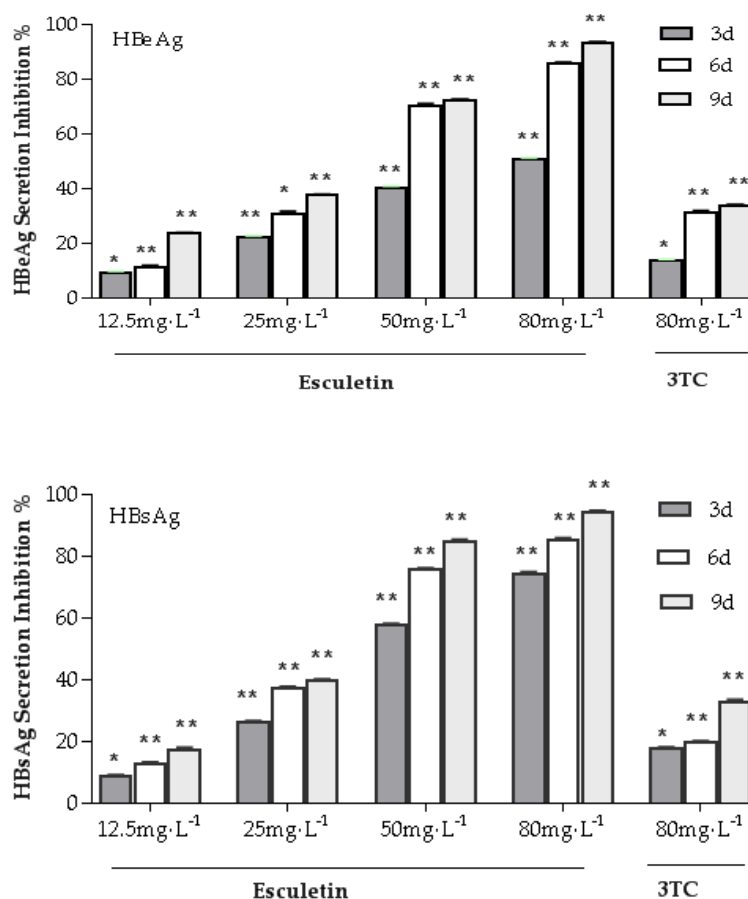 HBeAg Secretion Inhibition %
100
80
60
40
20
0
HBeAg
3d
6d
9d
* ** **
** * **
** ** **
** ** **
* ** **
12.5mg·L⁻¹ 25mg·L⁻¹ 50mg·L⁻¹ 80mg·L⁻¹ 80mg·L⁻¹
Esculetin 3TC
HBsAg Secretion Inhibition %
100
80
60
40
20
0
HBsAg
3d
6d
9d
* ** **
** ** **
** ** **
** ** **
* ** **
12.5mg·L⁻¹ 25mg·L⁻¹ 50mg·L⁻¹ 80mg·L⁻¹ 80mg·L⁻¹
Esculetin 3TC